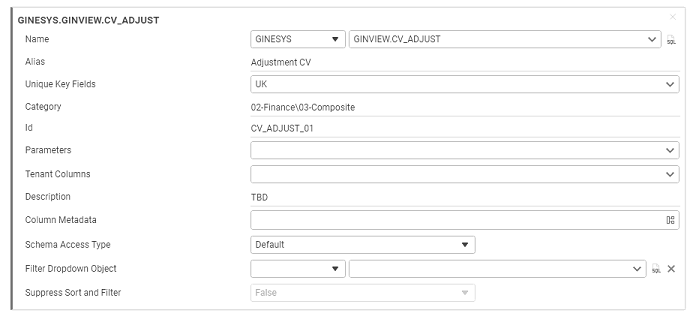 GINESYS.GINVIEW.CV_ADJUST
Name GINESYS GINVIEW.CV_ADJUST SQL
Alias Adjustment CV
Unique Key Fields UK
Category 02-Finance\03-Composite
Id CV_ADJUST_01
Parameters
Tenant Columns
Description TBD
Column Metadata
Schema Access Type Default
Filter Dropdown Object SQL
Suppress Sort and Filter False